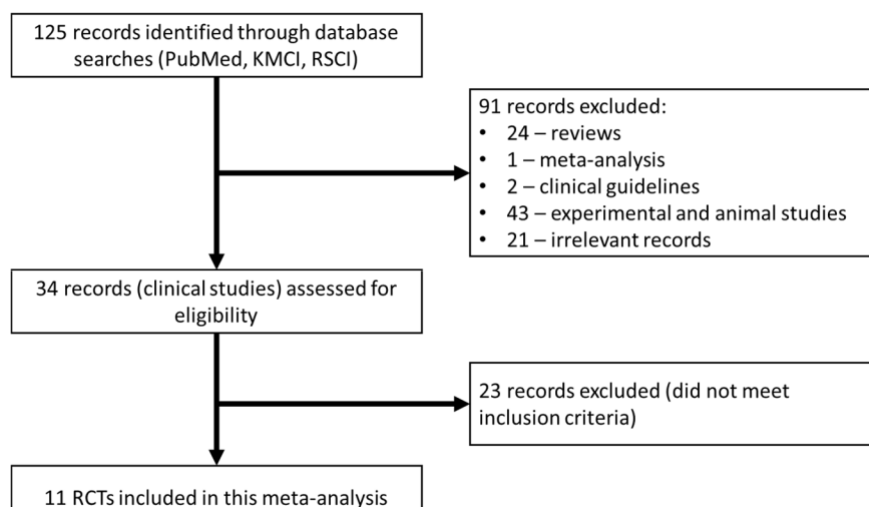 125 records identified through database
searches (PubMed, KMCI, RSCI)
91 records excluded:
• 24 – reviews
• 1 – meta-analysis
• 2 – clinical guidelines
• 43 – experimental and animal studies
• 21 – irrelevant records
34 records (clinical studies) assessed for
eligibility
23 records excluded (did not meet
inclusion criteria)
11 RCTs included in this meta-analysis